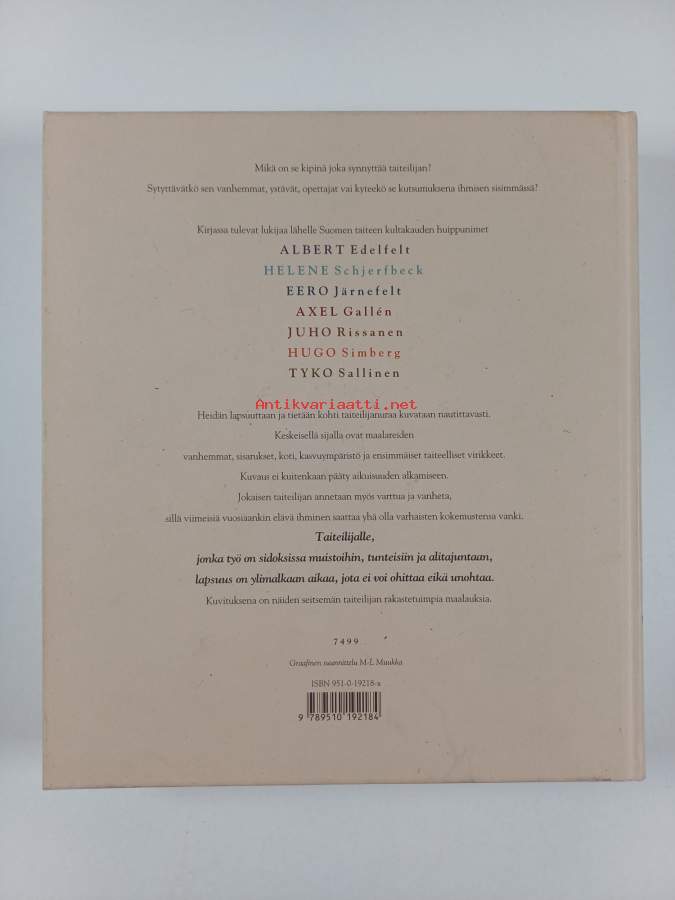 Mikä on se kipinä joka synnyttää taiteilijan?
Sytyttävätkö sen vanhemmat, ystävät, opettajat vai kyteekö se kutsumuksena ihmisen sisimmässä?
Kirjassa tulevat lukijaa lähelle Suomen taiteen kultakauden huippunimet
ALBERT Edelfelt
HELENE Schjerfbeck
EERO Järnefelt
AXEL Gallén
JUHO Rissanen
HUGO Simberg
TYKO Sallinen
Antikvariaatti.net
Heidän lapsuuttaan ja tietään kohti taiteilijanuraa kuvataan nautittavasti.
Keskeisellä sijalla ovat maalareiden
vanhemmat, sisarukset, koti, kasvuympäristö ja ensimmäiset taiteelliset virikkeet.
Kuvaus ei kuitenkaan pääty aikuisuuden alkamiseen.
Jokaisen taiteilijan annetaan myös varttua ja vanheta,
sillä viimeisiä vuosiaankin elävä ihminen saattaa yhä olla varhaisten kokemustensa vanki.
Taiteilijalle,
jonka työ on sidoksissa muistoihin, tunteisiin ja alitajuntaan,
lapsuus on ylimalkaan aikaa, jota ei voi ohittaa eikä unohtaa.
Kuvituksena on näiden seitsemän taiteilijan rakastetuimpia maalauksia.
7499
Graafinen suunnittelu M-L Muukka
ISBN 951-0-19218-x
9 789510 192184